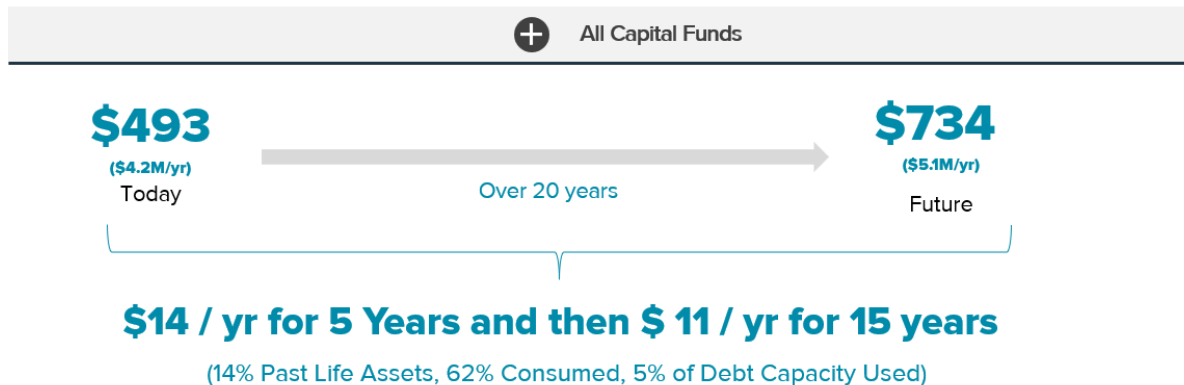 All Capital Funds
$493
($4.2M/yr)
Today
Over 20 years
$734
($5.1M/yr)
Future
$14 / yr for 5 Years and then $ 11 / yr for 15 years
(14% Past Life Assets, 62% Consumed, 5% of Debt Capacity Used)